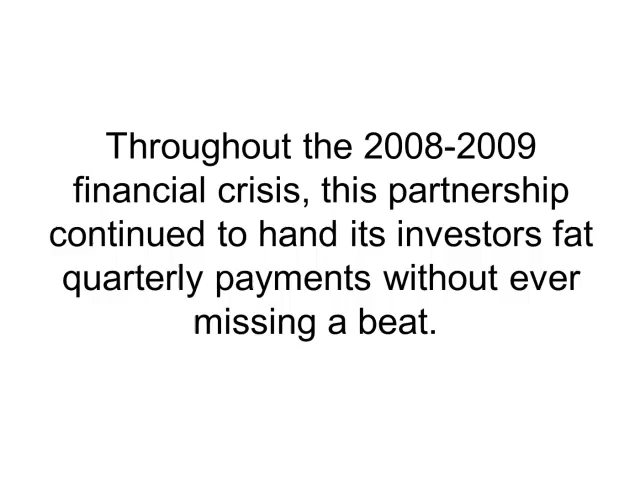 Throughout the 2008-2009
financial crisis, this partnership
continued to hand its investors fat
quarterly payments without ever
missing a beat.